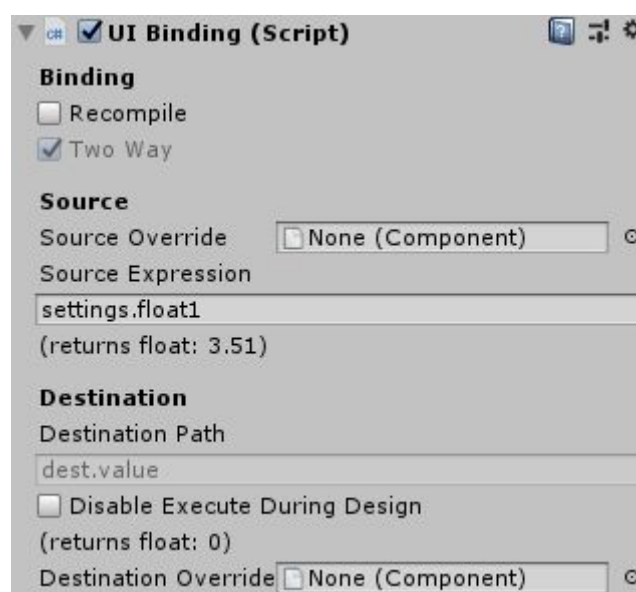 UI Binding (Script)
Binding
Recompile
Two Way
Source
Source Override None (Component)
Source Expression
settings.float1
(returns float: 3.51)
Destination
Destination Path
dest.value
Disable Execute During Design
(returns float: 0)
Destination Override None (Component)